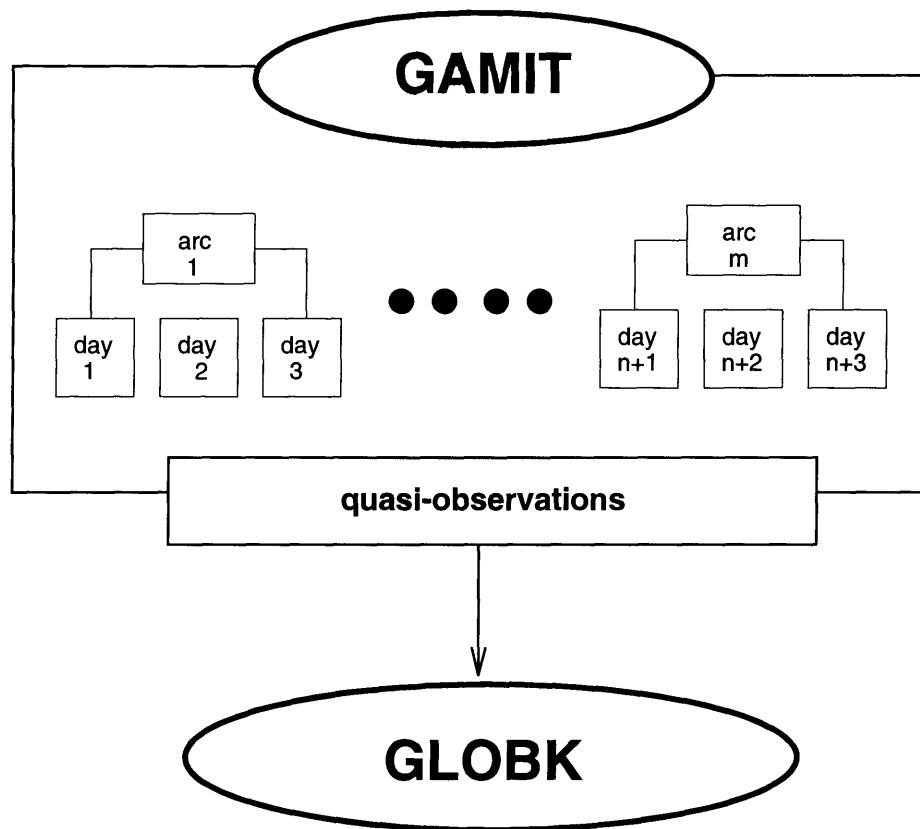 GAMIT
arc
1
day
1
day
2
day
3
arc
m
day
n+1
day
n+2
day
n+3
quasi-observations
GLOBK